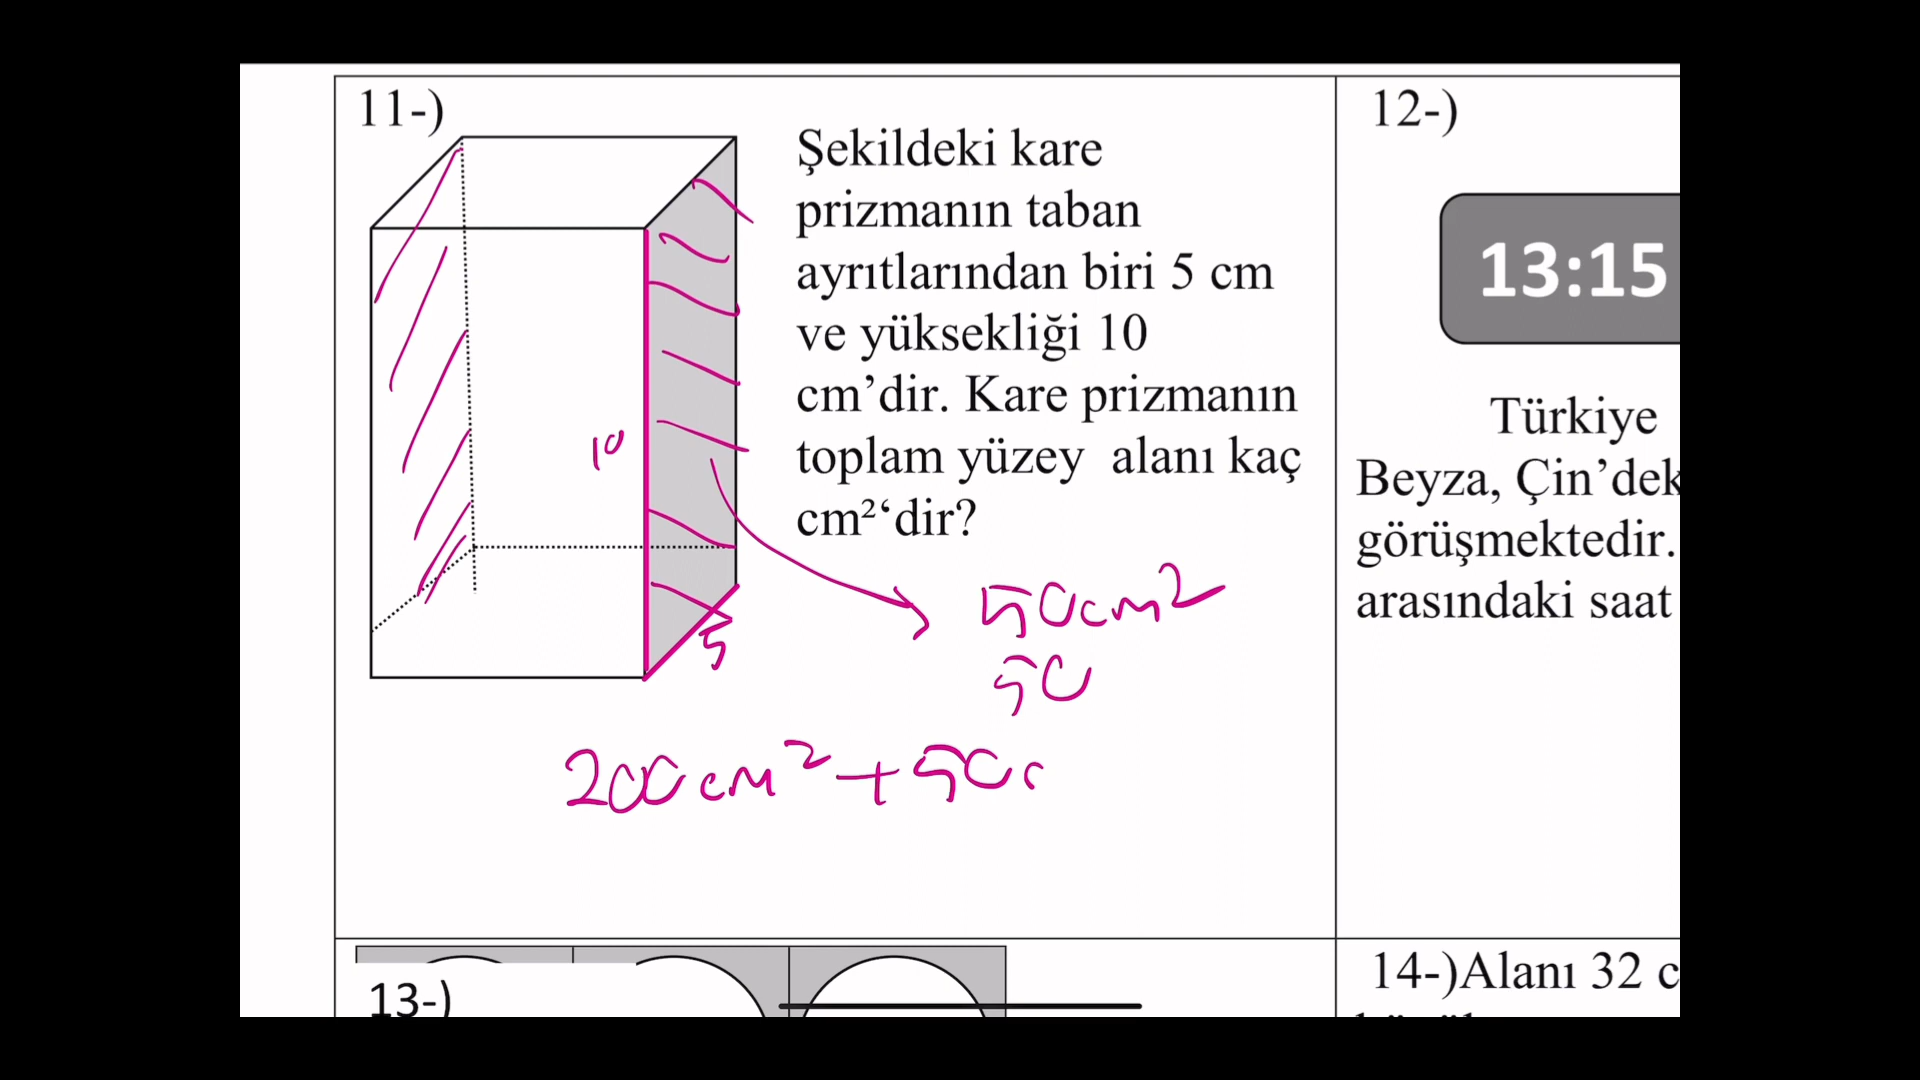 11-)
Şekildeki kare
prizmanın taban
ayrıtlarından biri 5 cm
ve yüksekliği 10
cm’dir. Kare prizmanın
toplam yüzey alanı kaç
cm²‘dir?
10
5
50cm²
50
200cm²+50c
12-)
13:15
Türkiye
Beyza, Çin’dek
görüşmektedir.
arasındaki saat
13-)
14-)Alanı 32 c